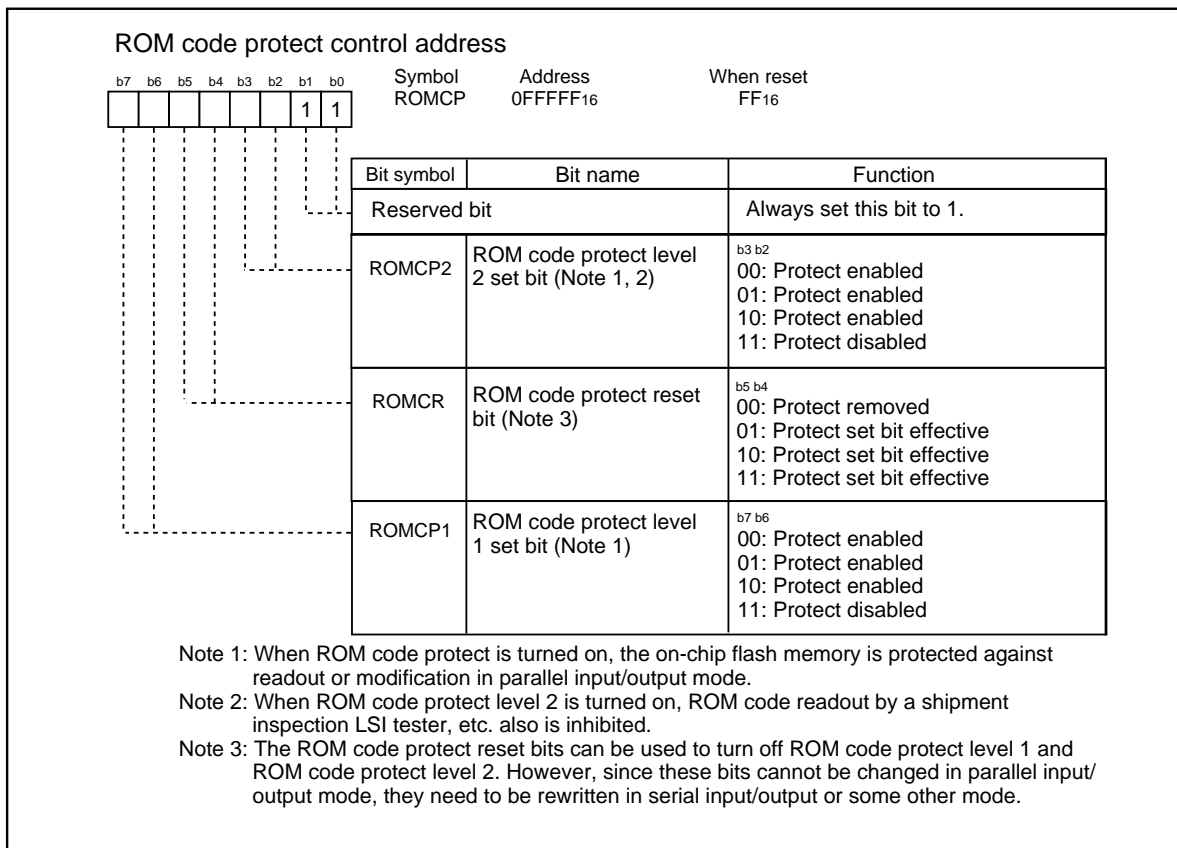 ROM code protect control address
b7 b6 b5 b4 b3 b2 b1 b0
1 1
Symbol Address When reset
ROMCP 0FFFFF16 FF16
Bit symbol Bit name Function
Reserved bit Always set this bit to 1.
ROMCP2 ROM code protect level
2 set bit (Note 1, 2)
b3 b2
00: Protect enabled
01: Protect enabled
10: Protect enabled
11: Protect disabled
ROMCR ROM code protect reset
bit (Note 3)
b5 b4
00: Protect removed
01: Protect set bit effective
10: Protect set bit effective
11: Protect set bit effective
ROMCP1 ROM code protect level
1 set bit (Note 1)
b7 b6
00: Protect enabled
01: Protect enabled
10: Protect enabled
11: Protect disabled
Note 1: When ROM code protect is turned on, the on-chip flash memory is protected against
readout or modification in parallel input/output mode.
Note 2: When ROM code protect level 2 is turned on, ROM code readout by a shipment
inspection LSI tester, etc. also is inhibited.
Note 3: The ROM code protect reset bits can be used to turn off ROM code protect level 1 and
ROM code protect level 2. However, since these bits cannot be changed in parallel input/
output mode, they need to be rewritten in serial input/output or some other mode.